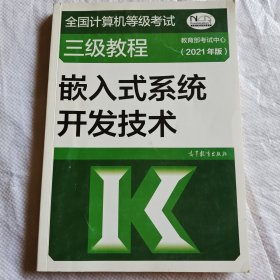 全国计算机等级考试
NCRE
三级教程
教育部考试中心
(2021年版)
嵌入式系统
开发技术
高等教育出版社
K